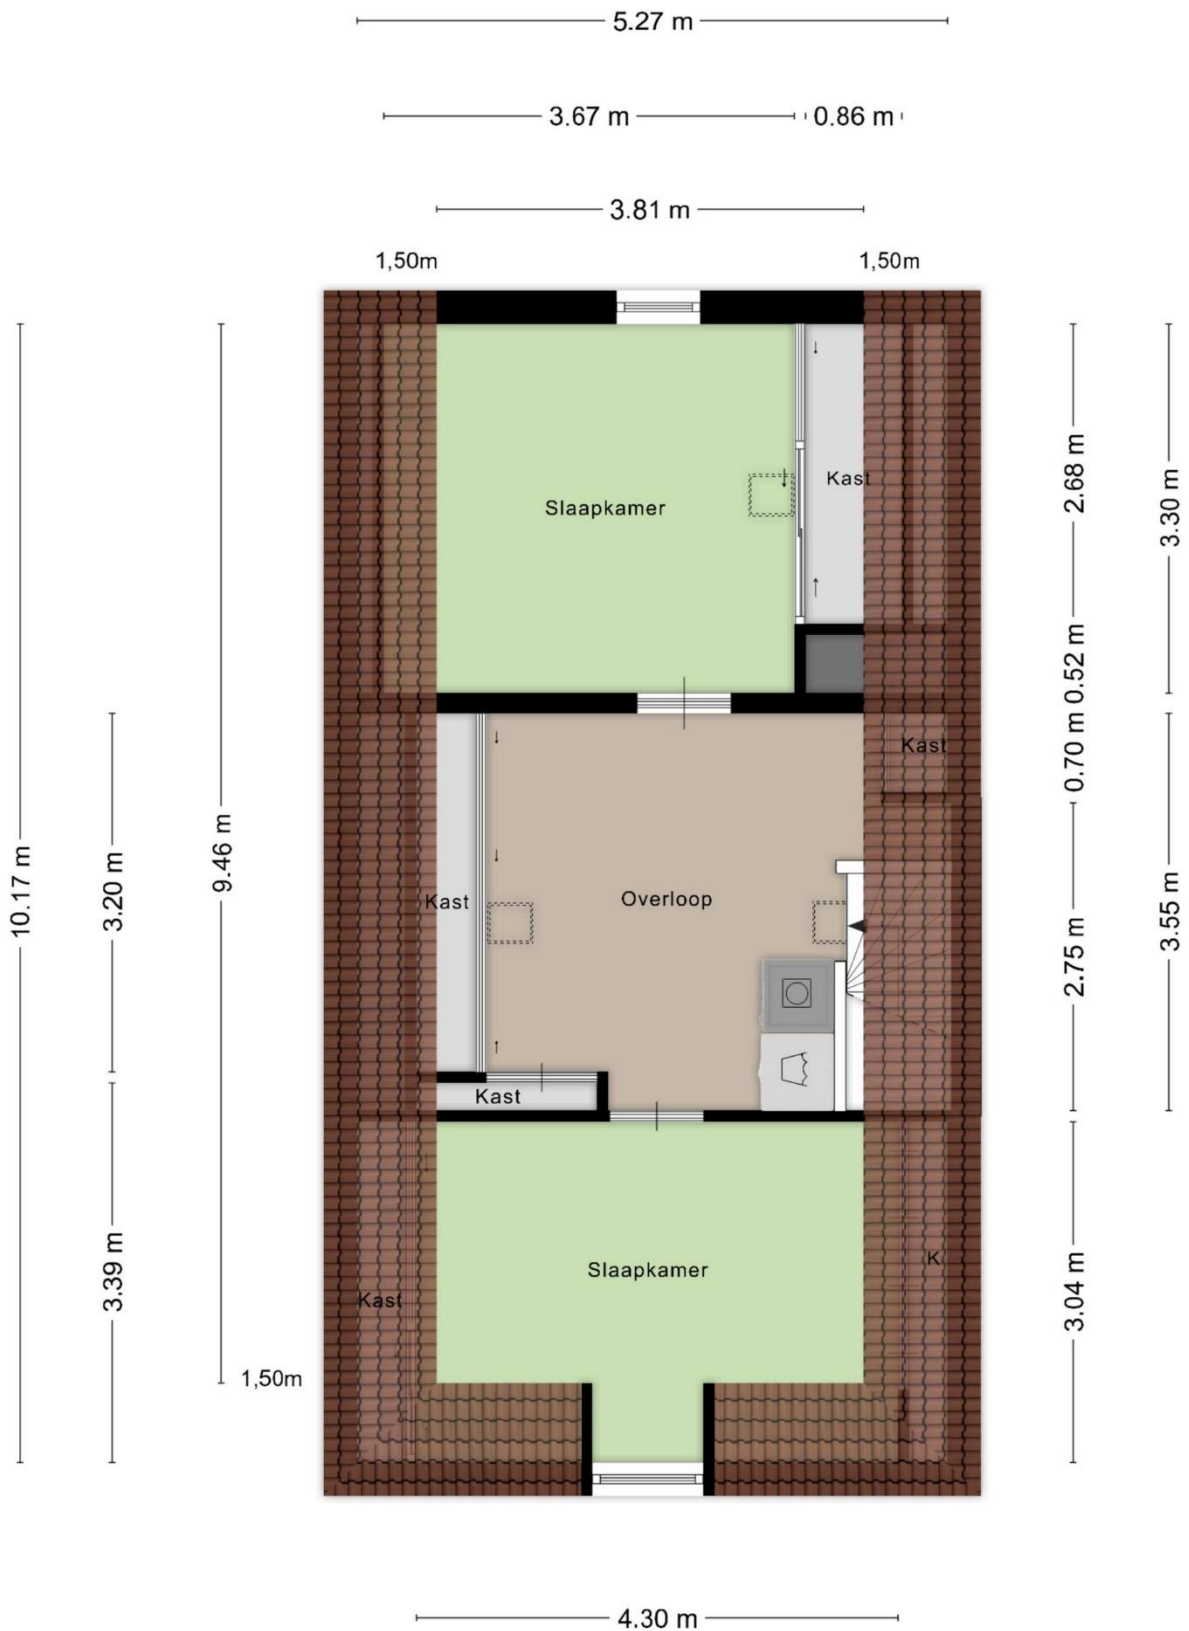 5.27 m
3.67 m
0.86 m
3.81 m
1,50m
1,50m
10.17 m
3.20 m
3.39 m
9.46 m
1,50m
Slaapkamer
Kast
Kast
Kast
Overloop
Kast
Slaapkamer
Kast
K
2.68 m
0.52 m
0.70 m
2.75 m
3.04 m
3.30 m
3.55 m
4.30 m